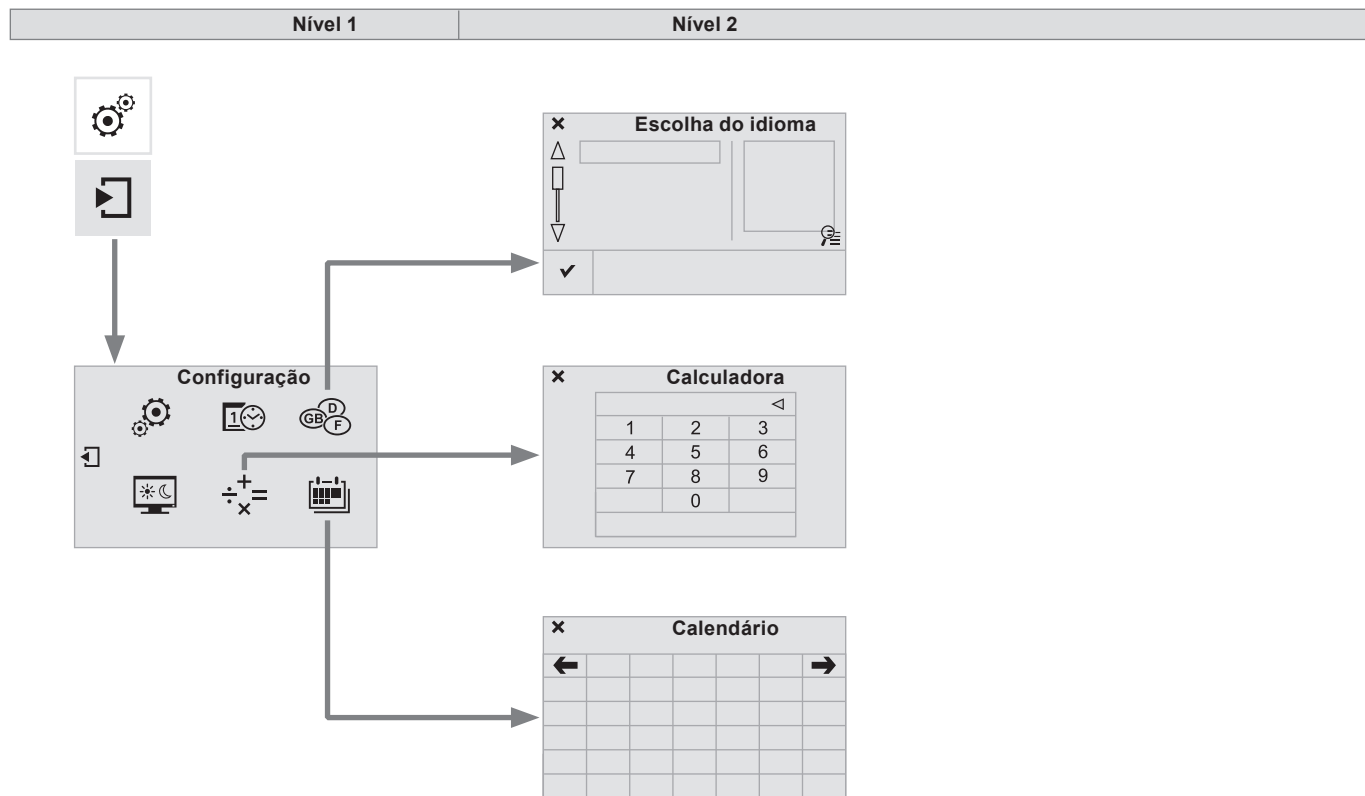 Nível 1 Nível 2
Escolha do idioma
Configuração
1
GB D F
Calculadora
1 2 3
4 5 6
7 8 9
0
Calendário